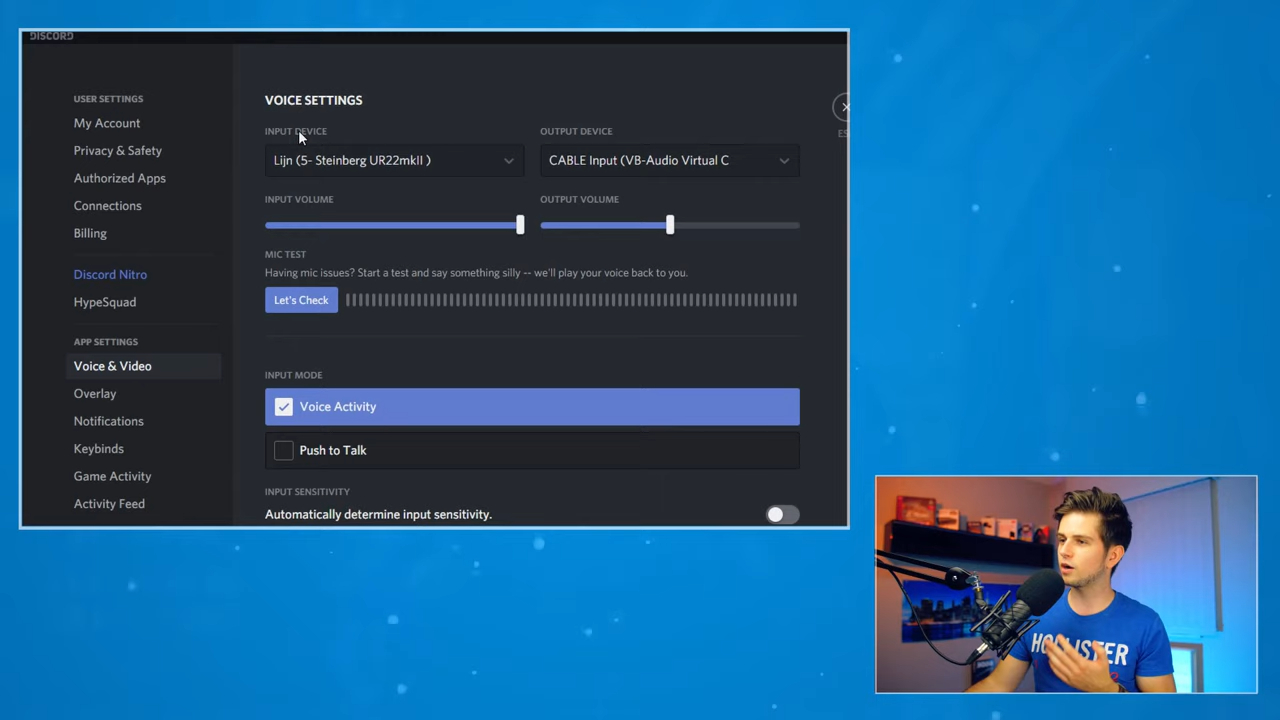 DISCORD
USER SETTINGS
My Account
Privacy & Safety
Authorized Apps
Connections
Billing
Discord Nitro
HypeSquad
APP SETTINGS
Voice & Video
Overlay
Notifications
Keybinds
Game Activity
Activity Feed
VOICE SETTINGS
INPUT DEVICE
Lijn (5- Steinberg UR22mkII )
OUTPUT DEVICE
CABLE Input (VB-Audio Virtual C
INPUT VOLUME
OUTPUT VOLUME
MIC TEST
Having mic issues? Start a test and say something silly -- we'll play your voice back to you.
Let's Check
INPUT MODE
Voice Activity
Push to Talk
INPUT SENSITIVITY
Automatically determine input sensitivity.
HOLLISTER